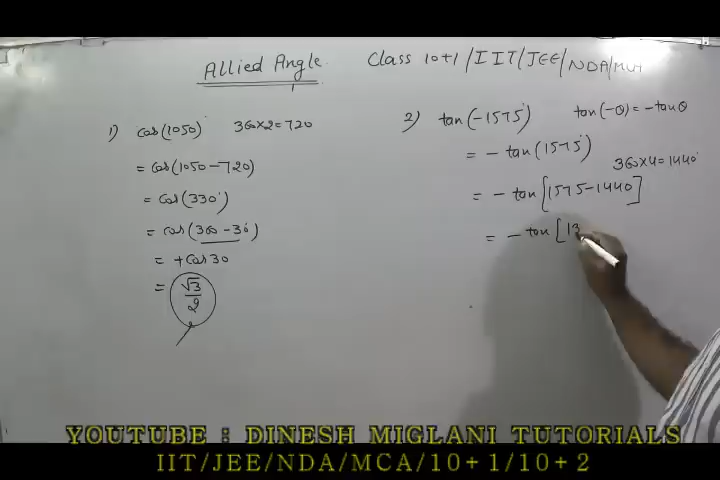 Allied Angle
Class 10+1/IIT/JEE/NDA/MCA
1) cos(1050°) 360×2=720
= cos(1050-720)
= cos(330°)
= cos(360-30°)
= +cos30
= √3/2
2) tan(-1575°) tan(-θ)=-tanθ
= - tan(1575°)
360×4=1440°
= - tan[1575-1440]
= - tan[13
YOUTUBE : DINESH MIGLANI TUTORIALS
IIT/JEE/NDA/MCA/10+1/10+2